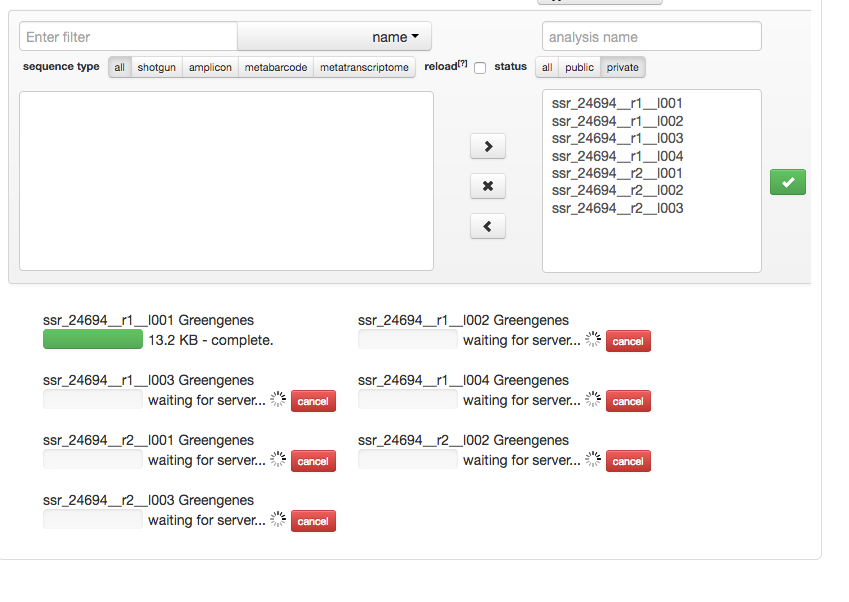 Enter filter
name
analysis name
sequence type all shotgun amplicon metabarcode metatranscriptome reload[?] status all public private
ssr_24694__r1__l001
ssr_24694__r1__l002
ssr_24694__r1__l003
ssr_24694__r1__l004
ssr_24694__r2__l001
ssr_24694__r2__l002
ssr_24694__r2__l003
ssr_24694__r1__l001 Greengenes
13.2 KB - complete.
ssr_24694__r1__l002 Greengenes
waiting for server... cancel
ssr_24694__r1__l003 Greengenes
waiting for server... cancel
ssr_24694__r1__l004 Greengenes
waiting for server... cancel
ssr_24694__r2__l001 Greengenes
waiting for server... cancel
ssr_24694__r2__l002 Greengenes
waiting for server... cancel
ssr_24694__r2__l003 Greengenes
waiting for server... cancel